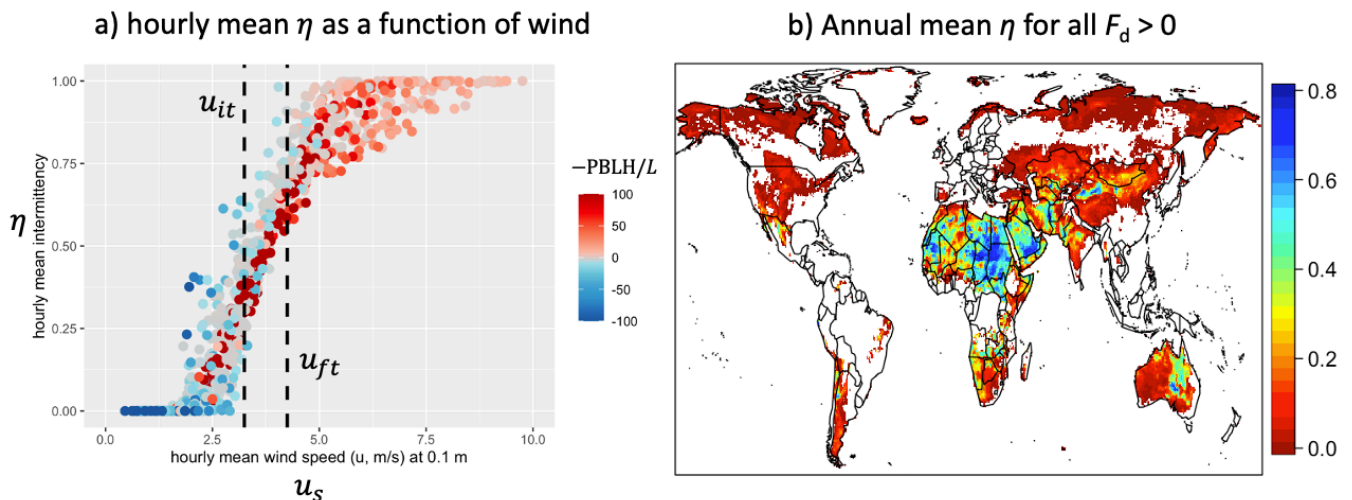 a) hourly mean η as a function of wind
b) Annual mean η for all F_d > 0
1.00
0.75
0.50
0.25
0.00
η
hourly mean intermittency
u_it
u_ft
0.0
2.5
5.0
7.5
10.0
hourly mean wind speed (u, m/s) at 0.1 m
u_s
−PBLH/L
100
50
0
-50
-100
0.8
0.6
0.4
0.2
0.0